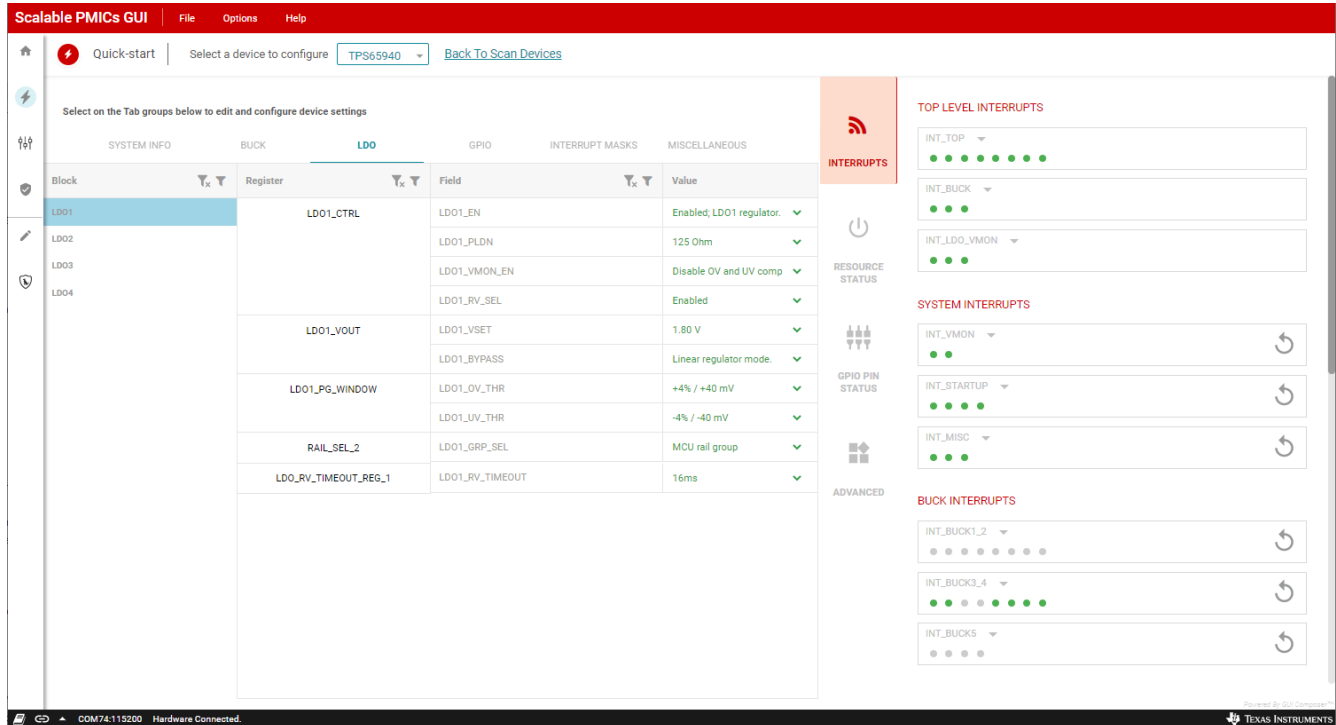 Scalable PMICs GUI File Options Help
Quick-start Select a device to configure TPS65940 Back To Scan Devices
Select on the Tab groups below to edit and configure device settings
SYSTEM INFO BUCK LDO GPIO INTERRUPT MASKS MISCELLANEOUS
Block Register Field Value
LDO1 LDO1_CTRL LDO1_EN Enabled; LDO1 regulator.
LDO2 LDO1_PLDN 125 Ohm
LDO3 LDO1_VMON_EN Disable OV and UV comp
LDO4 LDO1_RV_SEL Enabled
LDO1_VOUT LDO1_VSET 1.80 V
LDO1_BYPASS Linear regulator mode.
LDO1_PG_WINDOW LDO1_OV_THR +4% / +40 mV
LDO1_UV_THR -4% / -40 mV
RAIL_SEL_2 LDO1_GRP_SEL MCU rail group
LDO_RV_TIMEOUT_REG_1 LDO1_RV_TIMEOUT 16ms
INTERRUPTS
RESOURCE
STATUS
GPIO PIN
STATUS
ADVANCED
TOP LEVEL INTERRUPTS
INT_TOP
INT_BUCK
INT_LDO_VMON
SYSTEM INTERRUPTS
INT_VMON
INT_STARTUP
INT_MISC
BUCK INTERRUPTS
INT_BUCK1_2
INT_BUCK3_4
INT_BUCK5
Powered By GUI Composer™
COM74:115200 Hardware Connected. TEXAS INSTRUMENTS